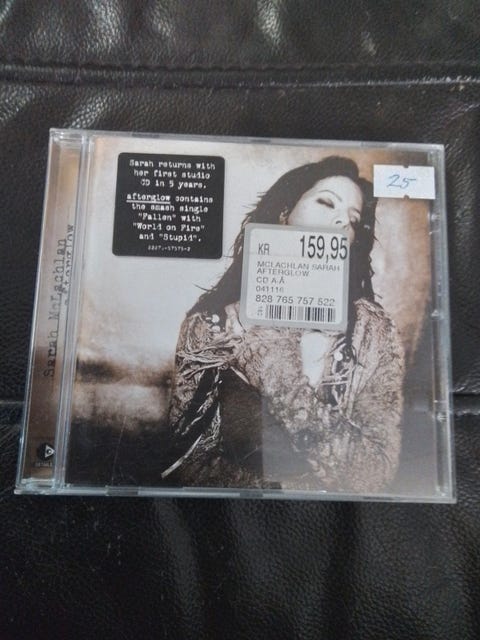 Sarah returns with
her first studio
CD in 5 years.
afterglow contains
the smash single
"Fallen" with
"World on Fire"
and "Stupid".
25
KR 159,95
MCLACHLAN SARAH
AFTERGLOW
CD A-Å
041116
828 765 757 522
Sarah McLachlan
afterglow